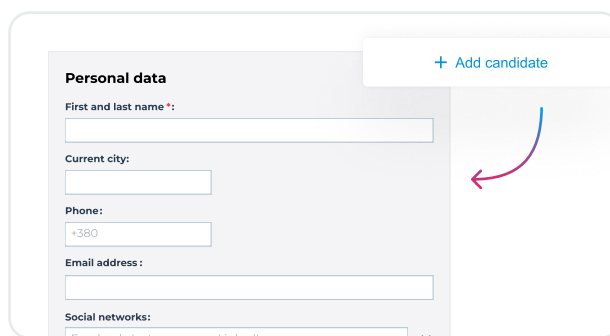 + Add candidate
Personal data
First and last name *:
Current city:
Phone:
+380
Email address :
Social networks: